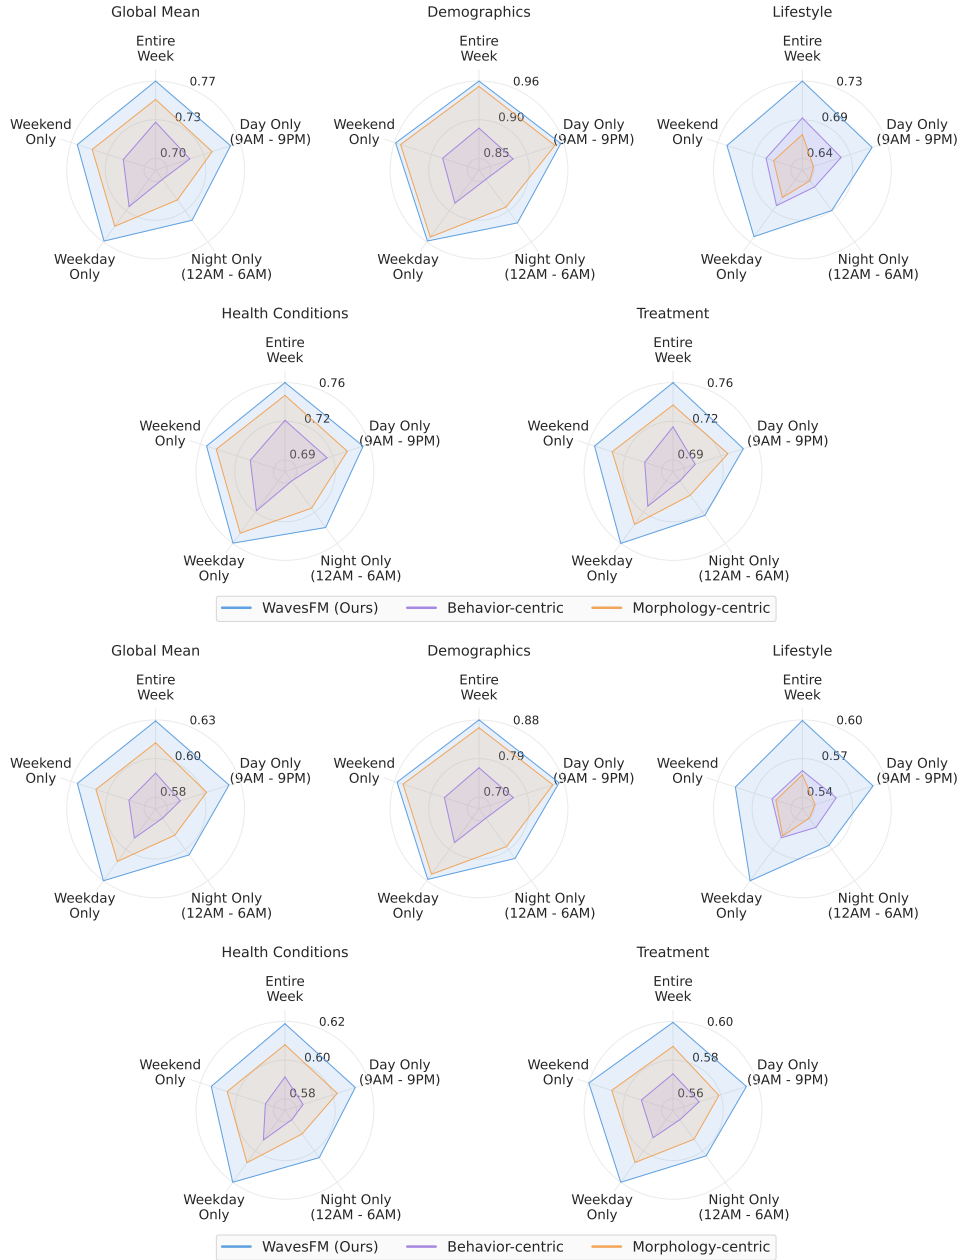 Global Mean
Demographics
Lifestyle
Entire
Week
Entire
Week
Entire
Week
0.77
0.96
0.73
Weekend
Only
0.73
Day Only
(9AM - 9PM)
Weekend
Only
0.90
Day Only
(9AM - 9PM)
Weekend
Only
0.69
Day Only
(9AM - 9PM)
0.70
0.85
0.64
Weekday
Only
Night Only
(12AM - 6AM)
Weekday
Only
Night Only
(12AM - 6AM)
Weekday
Only
Night Only
(12AM - 6AM)
Health Conditions
Treatment
Entire
Week
Entire
Week
0.76
0.76
Weekend
Only
0.72
Day Only
(9AM - 9PM)
Weekend
Only
0.72
Day Only
(9AM - 9PM)
0.69
0.69
Weekday
Only
Night Only
(12AM - 6AM)
Weekday
Only
Night Only
(12AM - 6AM)
WavesFM (Ours) Behavior-centric Morphology-centric
Global Mean
Demographics
Lifestyle
Entire
Week
Entire
Week
Entire
Week
0.63
0.88
0.60
Weekend
Only
0.60
Day Only
(9AM - 9PM)
Weekend
Only
0.79
Day Only
(9AM - 9PM)
Weekend
Only
0.57
Day Only
(9AM - 9PM)
0.58
0.70
0.54
Weekday
Only
Night Only
(12AM - 6AM)
Weekday
Only
Night Only
(12AM - 6AM)
Weekday
Only
Night Only
(12AM - 6AM)
Health Conditions
Treatment
Entire
Week
Entire
Week
0.62
0.60
Weekend
Only
0.60
Day Only
(9AM - 9PM)
Weekend
Only
0.58
Day Only
(9AM - 9PM)
0.58
0.56
Weekday
Only
Night Only
(12AM - 6AM)
Weekday
Only
Night Only
(12AM - 6AM)
WavesFM (Ours) Behavior-centric Morphology-centric